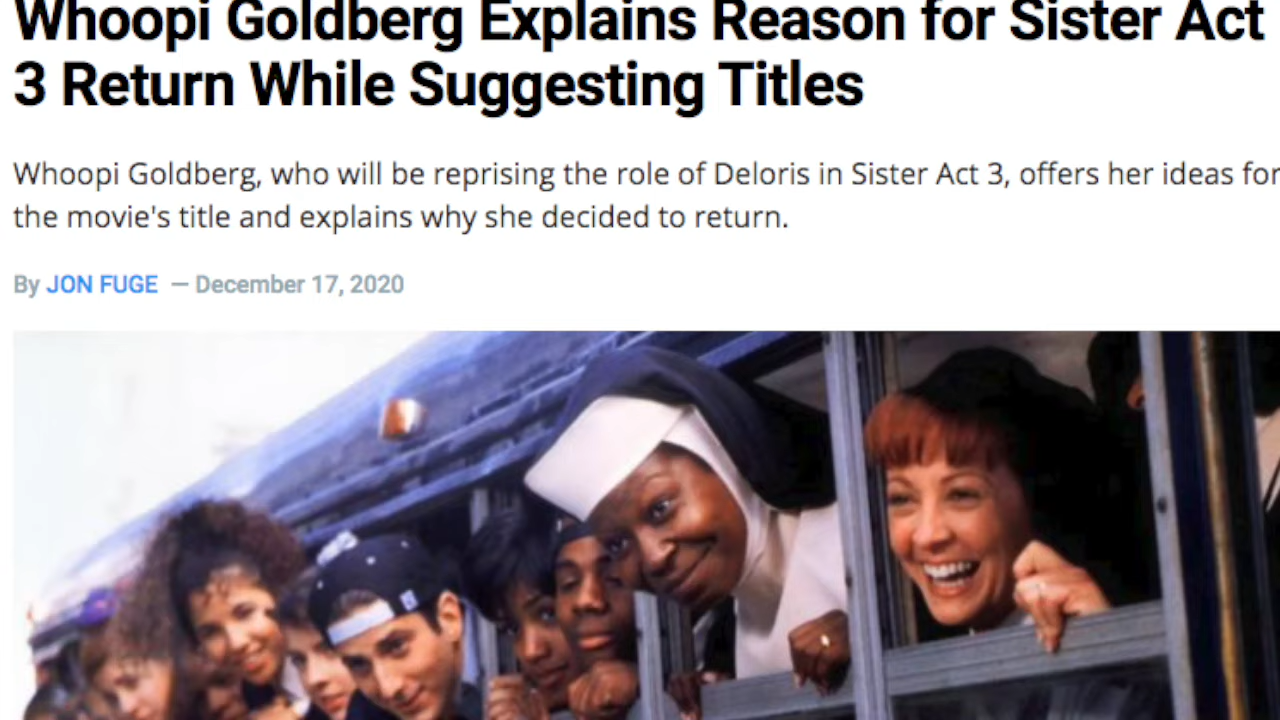 Whoopi Goldberg Explains Reason for Sister Act
3 Return While Suggesting Titles
Whoopi Goldberg, who will be reprising the role of Deloris in Sister Act 3, offers her ideas for
the movie's title and explains why she decided to return.
By JON FUGE — December 17, 2020